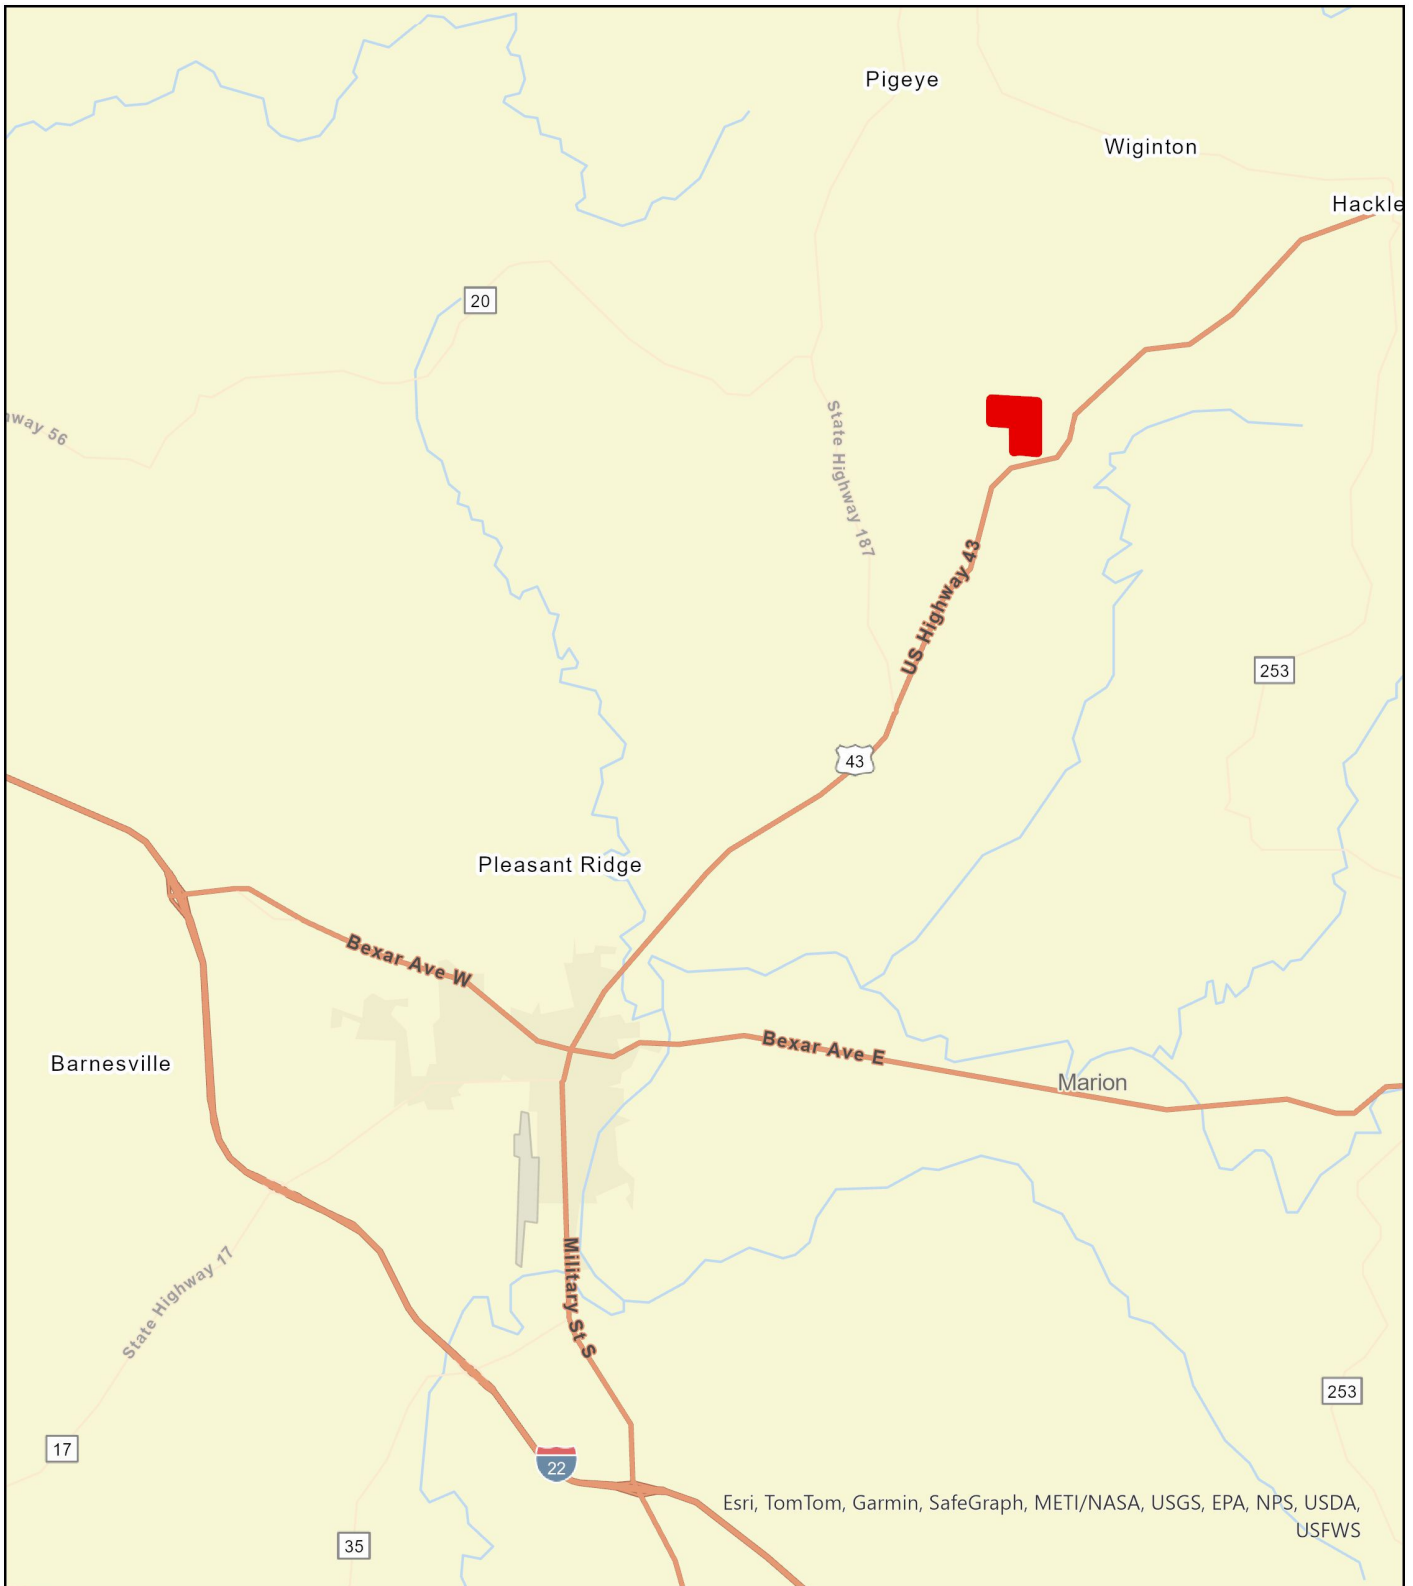 Pigeye
Wiginton
Hackle
20
hway 56
State Highway 187
US Highway 43
253
43
Pleasant Ridge
Bexar Ave W
Bexar Ave E
Barnesville
Marion
State Highway 17
Military St S
253
17
22
Esri, TomTom, Garmin, SafeGraph, METI/NASA, USGS, EPA, NPS, USDA,
USFWS
35